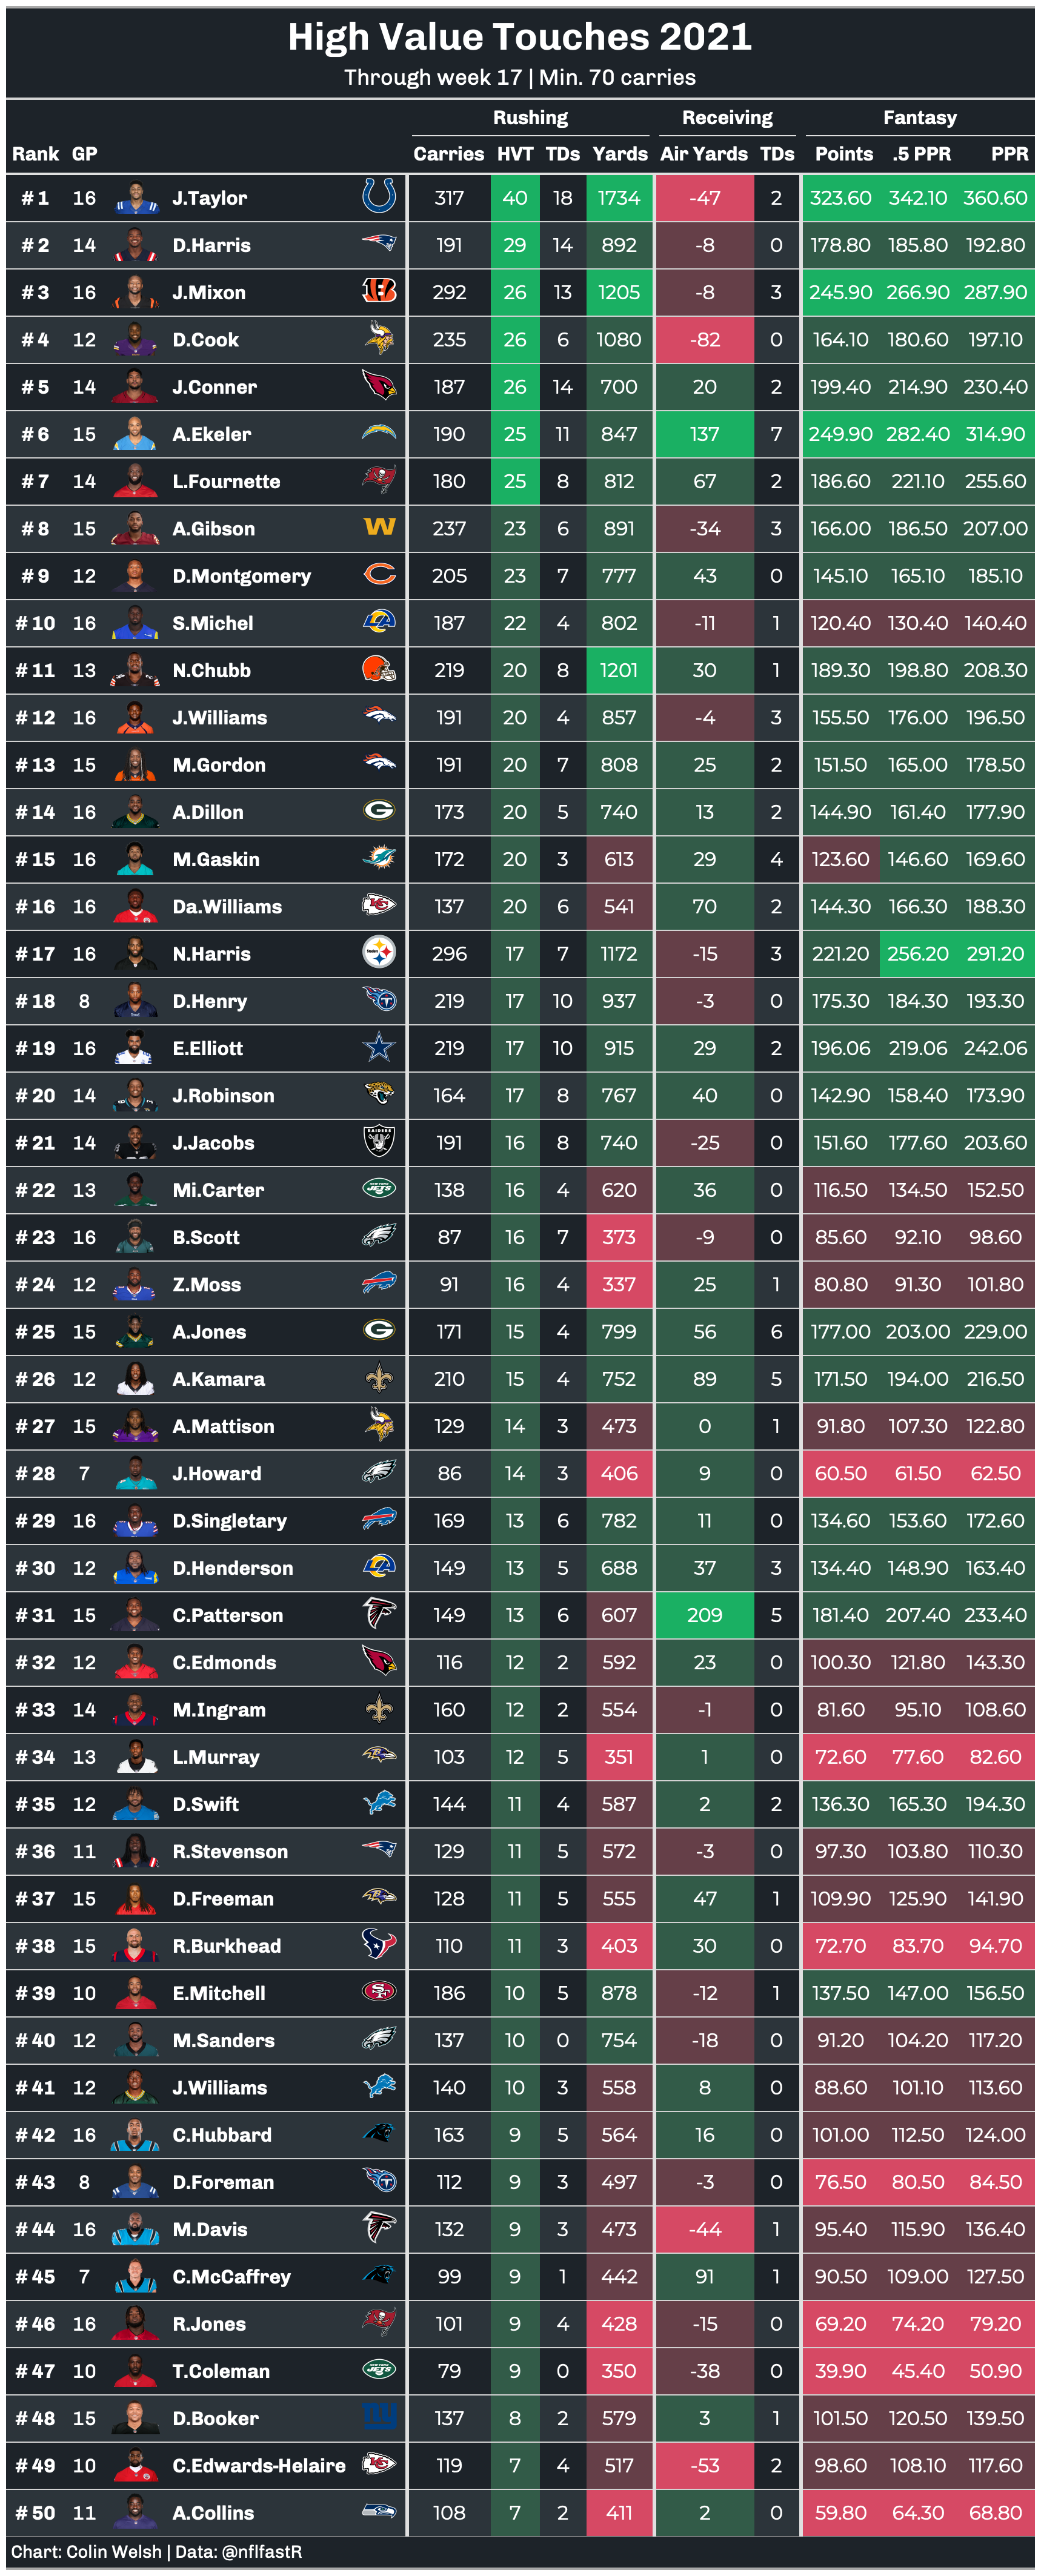 High Value Touches 2021
Through week 17 | Min. 70 carries
Rushing Receiving Fantasy
Rank GP Carries HVT TDs Yards Air Yards TDs Points .5 PPR PPR
# 1 16 J.Taylor 317 40 18 1734 -47 2 323.60 342.10 360.60
# 2 14 D.Harris 191 29 14 892 -8 0 178.80 185.80 192.80
# 3 16 J.Mixon 292 26 13 1205 -8 3 245.90 266.90 287.90
# 4 12 D.Cook 235 26 6 1080 -82 0 164.10 180.60 197.10
# 5 14 J.Conner 187 26 14 700 20 2 199.40 214.90 230.40
# 6 15 A.Ekeler 190 25 11 847 137 7 249.90 282.40 314.90
# 7 14 L.Fournette 180 25 8 812 67 2 186.60 221.10 255.60
# 8 15 A.Gibson W 237 23 6 891 -34 3 166.00 186.50 207.00
# 9 12 D.Montgomery 205 23 7 777 43 0 145.10 165.10 185.10
# 10 16 S.Michel 187 22 4 802 -11 1 120.40 130.40 140.40
# 11 13 N.Chubb 219 20 8 1201 30 1 189.30 198.80 208.30
# 12 16 J.Williams 191 20 4 857 -4 3 155.50 176.00 196.50
# 13 15 M.Gordon 191 20 7 808 25 2 151.50 165.00 178.50
# 14 16 A.Dillon G 173 20 5 740 13 2 144.90 161.40 177.90
# 15 16 M.Gaskin 172 20 3 613 29 4 123.60 146.60 169.60
# 16 16 Da.Williams KC 137 20 6 541 70 2 144.30 166.30 188.30
# 17 16 N.Harris 296 17 7 1172 -15 3 221.20 256.20 291.20
# 18 8 D.Henry 219 17 10 937 -3 0 175.30 184.30 193.30
# 19 16 E.Elliott 219 17 10 915 29 2 196.06 219.06 242.06
# 20 14 J.Robinson 164 17 8 767 40 0 142.90 158.40 173.90
# 21 14 J.Jacobs RAIDERS 191 16 8 740 -25 0 151.60 177.60 203.60
# 22 13 Mi.Carter JETS 138 16 4 620 36 0 116.50 134.50 152.50
# 23 16 B.Scott 87 16 7 373 -9 0 85.60 92.10 98.60
# 24 12 Z.Moss 91 16 4 337 25 1 80.80 91.30 101.80
# 25 15 A.Jones G 171 15 4 799 56 6 177.00 203.00 229.00
# 26 12 A.Kamara 210 15 4 752 89 5 171.50 194.00 216.50
# 27 15 A.Mattison 129 14 3 473 0 1 91.80 107.30 122.80
# 28 7 J.Howard 86 14 3 406 9 0 60.50 61.50 62.50
# 29 16 D.Singletary 169 13 6 782 11 0 134.60 153.60 172.60
# 30 12 D.Henderson 149 13 5 688 37 3 134.40 148.90 163.40
# 31 15 C.Patterson 149 13 6 607 209 5 181.40 207.40 233.40
# 32 12 C.Edmonds 116 12 2 592 23 0 100.30 121.80 143.30
# 33 14 M.Ingram 160 12 2 554 -1 0 81.60 95.10 108.60
# 34 13 L.Murray 103 12 5 351 1 0 72.60 77.60 82.60
# 35 12 D.Swift 144 11 4 587 2 2 136.30 165.30 194.30
# 36 11 R.Stevenson 129 11 5 572 -3 0 97.30 103.80 110.30
# 37 15 D.Freeman 128 11 5 555 47 1 109.90 125.90 141.90
# 38 15 R.Burkhead 110 11 3 403 30 0 72.70 83.70 94.70
# 39 10 E.Mitchell SF 186 10 5 878 -12 1 137.50 147.00 156.50
# 40 12 M.Sanders 137 10 0 754 -18 0 91.20 104.20 117.20
# 41 12 J.Williams 140 10 3 558 8 0 88.60 101.10 113.60
# 42 16 C.Hubbard 163 9 5 564 16 0 101.00 112.50 124.00
# 43 8 D.Foreman 112 9 3 497 -3 0 76.50 80.50 84.50
# 44 16 M.Davis 132 9 3 473 -44 1 95.40 115.90 136.40
# 45 7 C.McCaffrey 99 9 1 442 91 1 90.50 109.00 127.50
# 46 16 R.Jones 101 9 4 428 -15 0 69.20 74.20 79.20
# 47 10 T.Coleman JETS 79 9 0 350 -38 0 39.90 45.40 50.90
# 48 15 D.Booker ny 137 8 2 579 3 1 101.50 120.50 139.50
# 49 10 C.Edwards-Helaire KC 119 7 4 517 -53 2 98.60 108.10 117.60
# 50 11 A.Collins 108 7 2 411 2 0 59.80 64.30 68.80
Chart: Colin Welsh | Data: @nflfastR